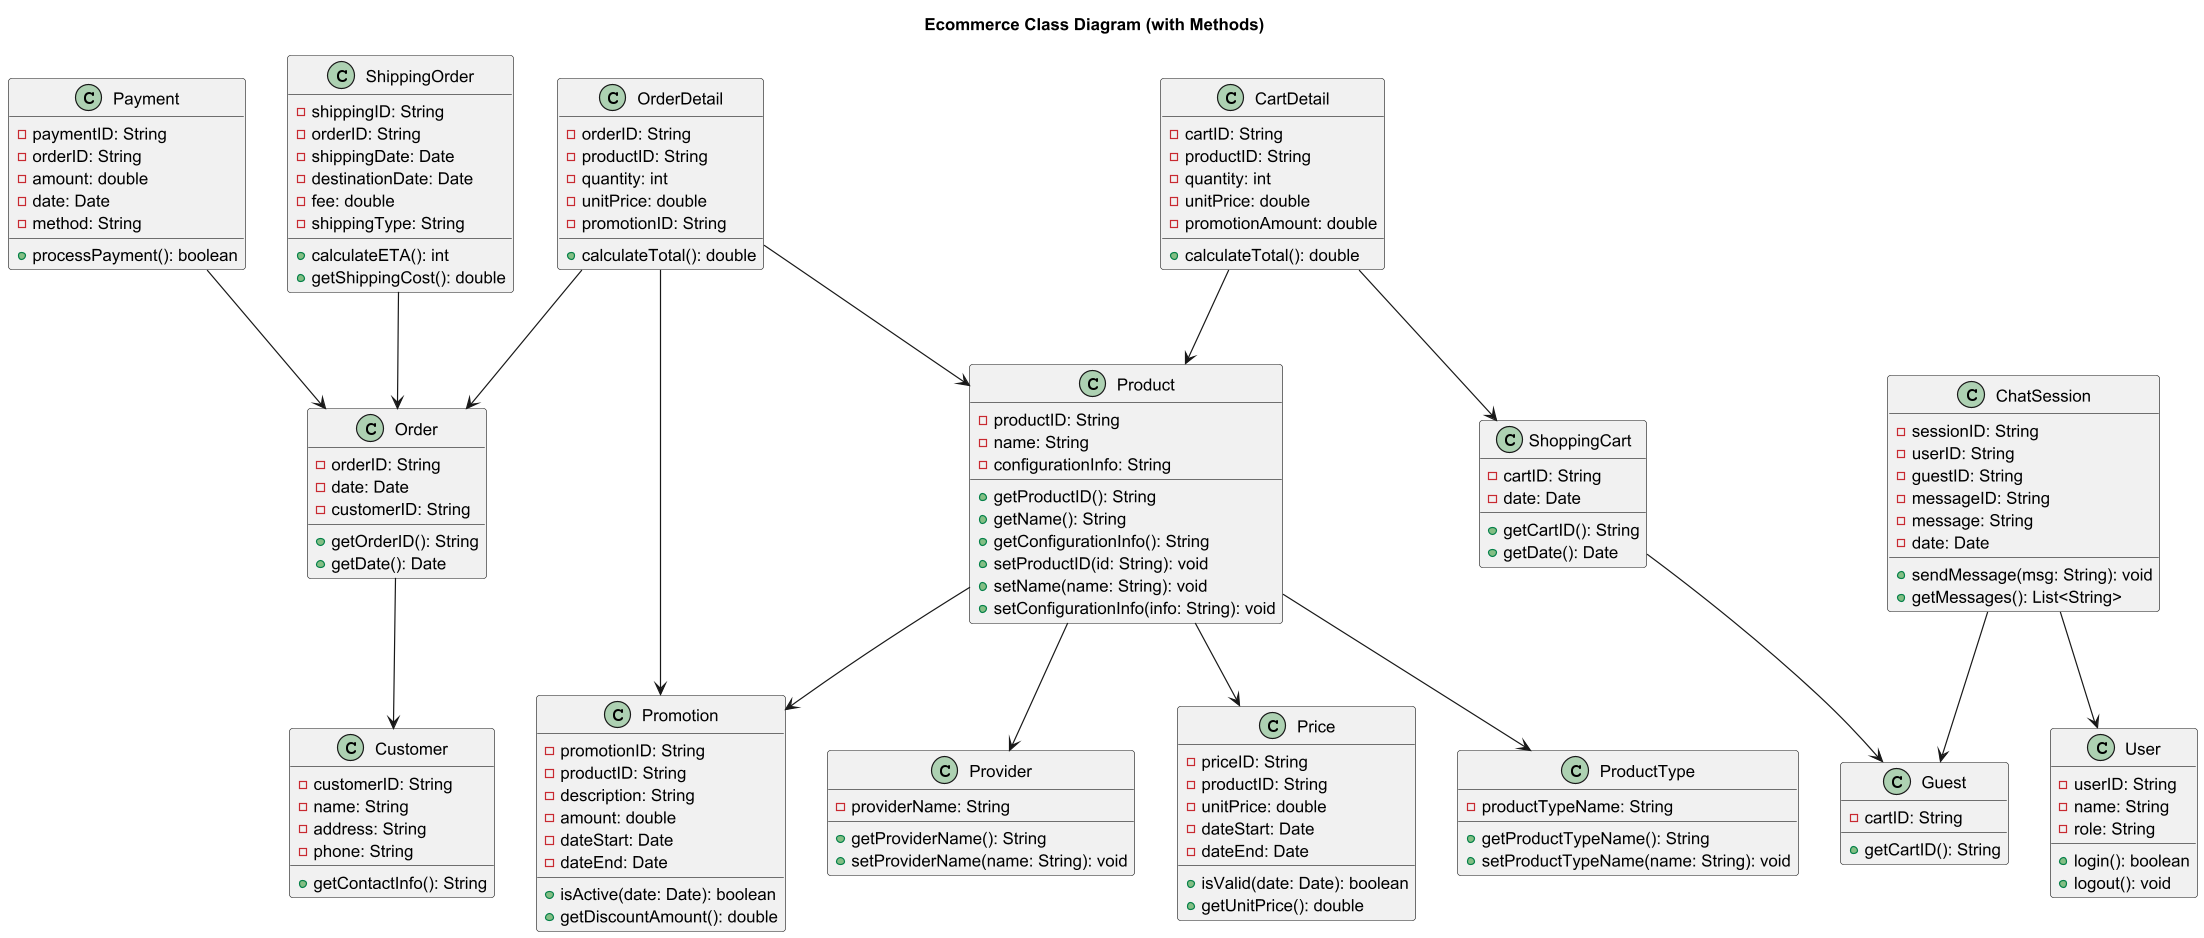 Ecommerce Class Diagram (with Methods)
C Payment
paymentID: String
orderID: String
amount: double
date: Date
method: String
processPayment(): boolean
C ShippingOrder
shippingID: String
orderID: String
shippingDate: Date
destinationDate: Date
fee: double
shippingType: String
calculateETA(): int
getShippingCost(): double
C OrderDetail
orderID: String
productID: String
quantity: int
unitPrice: double
promotionID: String
calculateTotal(): double
C CartDetail
cartID: String
productID: String
quantity: int
unitPrice: double
promotionAmount: double
calculateTotal(): double
C Order
orderID: String
date: Date
customerID: String
getOrderID(): String
getDate(): Date
C Product
productID: String
name: String
configurationInfo: String
getProductID(): String
getName(): String
getConfigurationInfo(): String
setProductID(id: String): void
setName(name: String): void
setConfigurationInfo(info: String): void
C ShoppingCart
cartID: String
date: Date
getCartID(): String
getDate(): Date
C ChatSession
sessionID: String
userID: String
guestID: String
messageID: String
message: String
date: Date
sendMessage(msg: String): void
getMessages(): List<String>
C Customer
customerID: String
name: String
address: String
phone: String
getContactInfo(): String
C Promotion
promotionID: String
productID: String
description: String
amount: double
dateStart: Date
dateEnd: Date
isActive(date: Date): boolean
getDiscountAmount(): double
C Provider
providerName: String
getProviderName(): String
setProviderName(name: String): void
C Price
priceID: String
productID: String
unitPrice: double
dateStart: Date
dateEnd: Date
isValid(date: Date): boolean
getUnitPrice(): double
C ProductType
productTypeName: String
getProductTypeName(): String
setProductTypeName(name: String): void
C Guest
cartID: String
getCartID(): String
C User
userID: String
name: String
role: String
login(): boolean
logout(): void